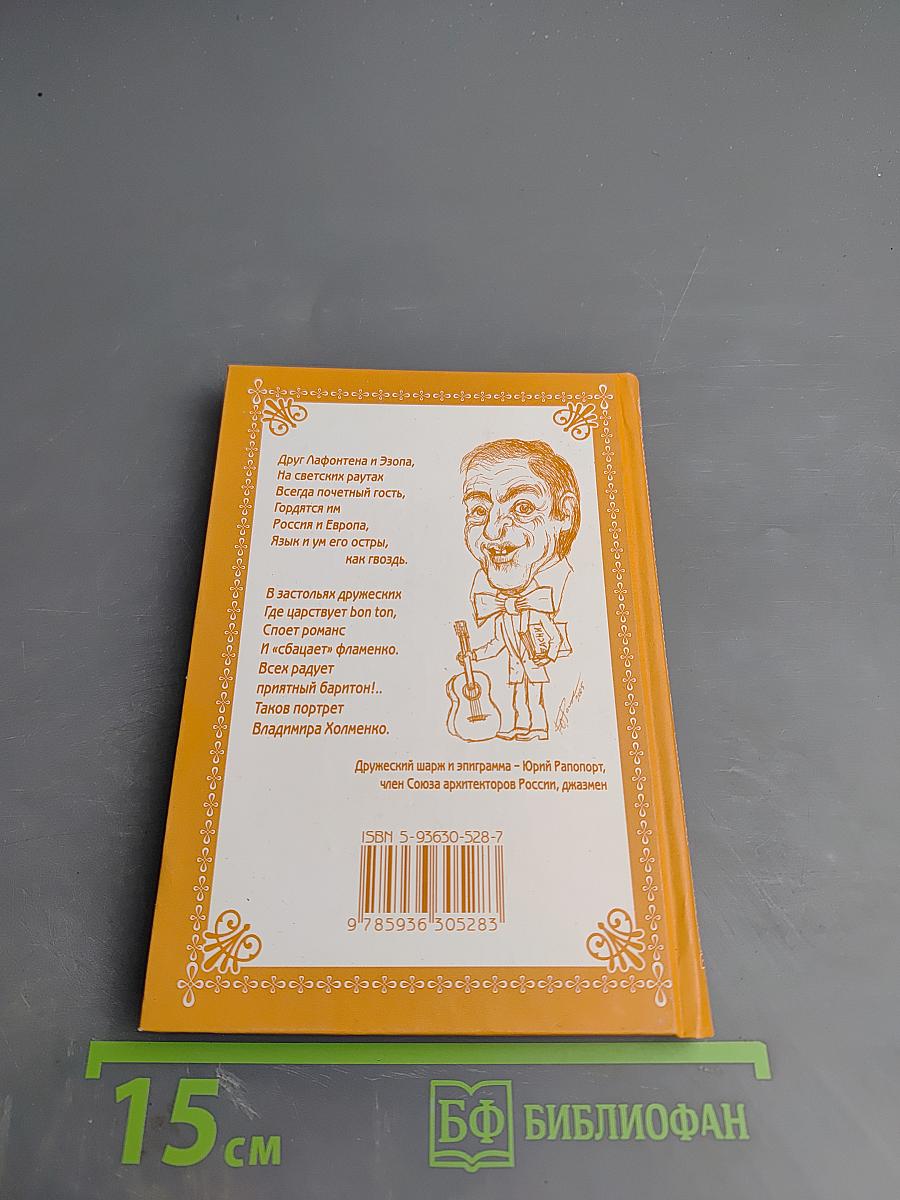 Друг Лафонтена и Эзопа,
На светских раутах
Всегда почетный гость,
Гордятся им
Россия и Европа,
Язык и ум его остры,
как гвоздь.
В застольях дружеских
Где царствует bon ton,
Споет романс
И «сбацает» фламенко.
Всех радует
приятный баритон!..
Таков портрет
Владимира Холменко.
Дружеский шарж и эпиграмма – Юрий Рапопорт,
член Союза архитекторов России, джазмен
ISBN 5-93630-528-7
9 785936 305283
15 см
БФ БИБЛИОФАН